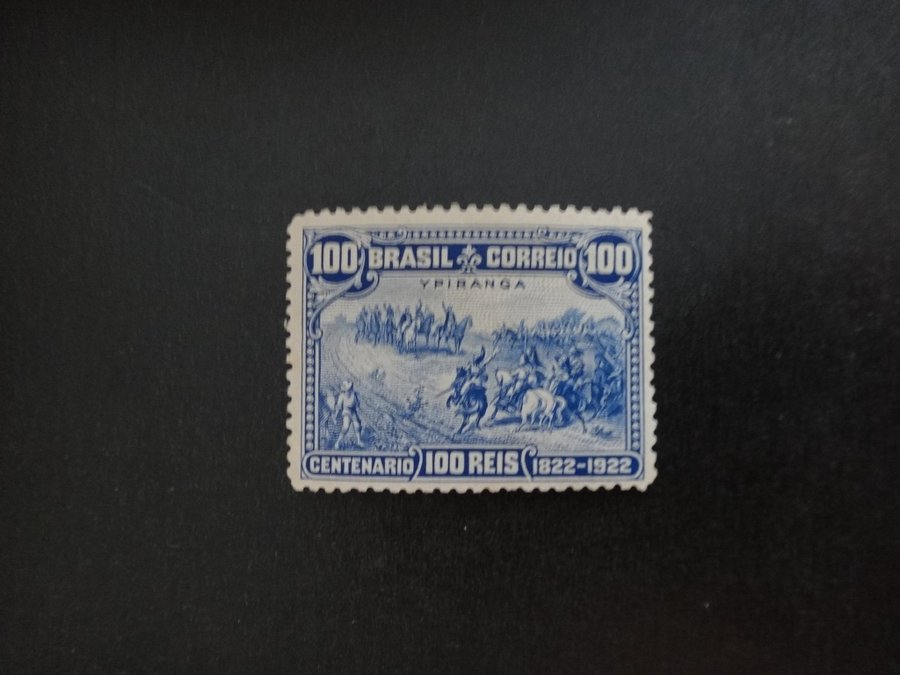 100 BRASIL CORREIO 100
YPIRANGA
CENTENARIO 100 REIS 1822-1922